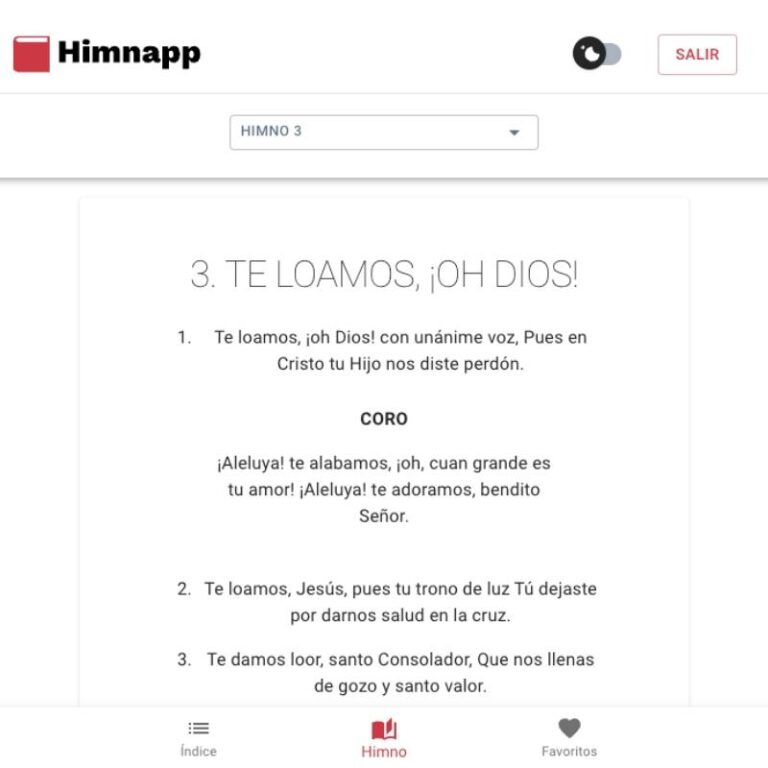 Himnapp
SALIR
HIMNO 3
3. TE LOAMOS, ¡OH DIOS!
1. Te loamos, ¡oh Dios! con unánime voz, Pues en
Cristo tu Hijo nos diste perdón.
CORO
¡Aleluya! te alabamos, ¡oh, cuan grande es
tu amor! ¡Aleluya! te adoramos, bendito
Señor.
2. Te loamos, Jesús, pues tu trono de luz Tú dejaste
por darnos salud en la cruz.
3. Te damos loor, santo Consolador, Que nos llenas
de gozo y santo valor.
Índice
Himno
Favoritos